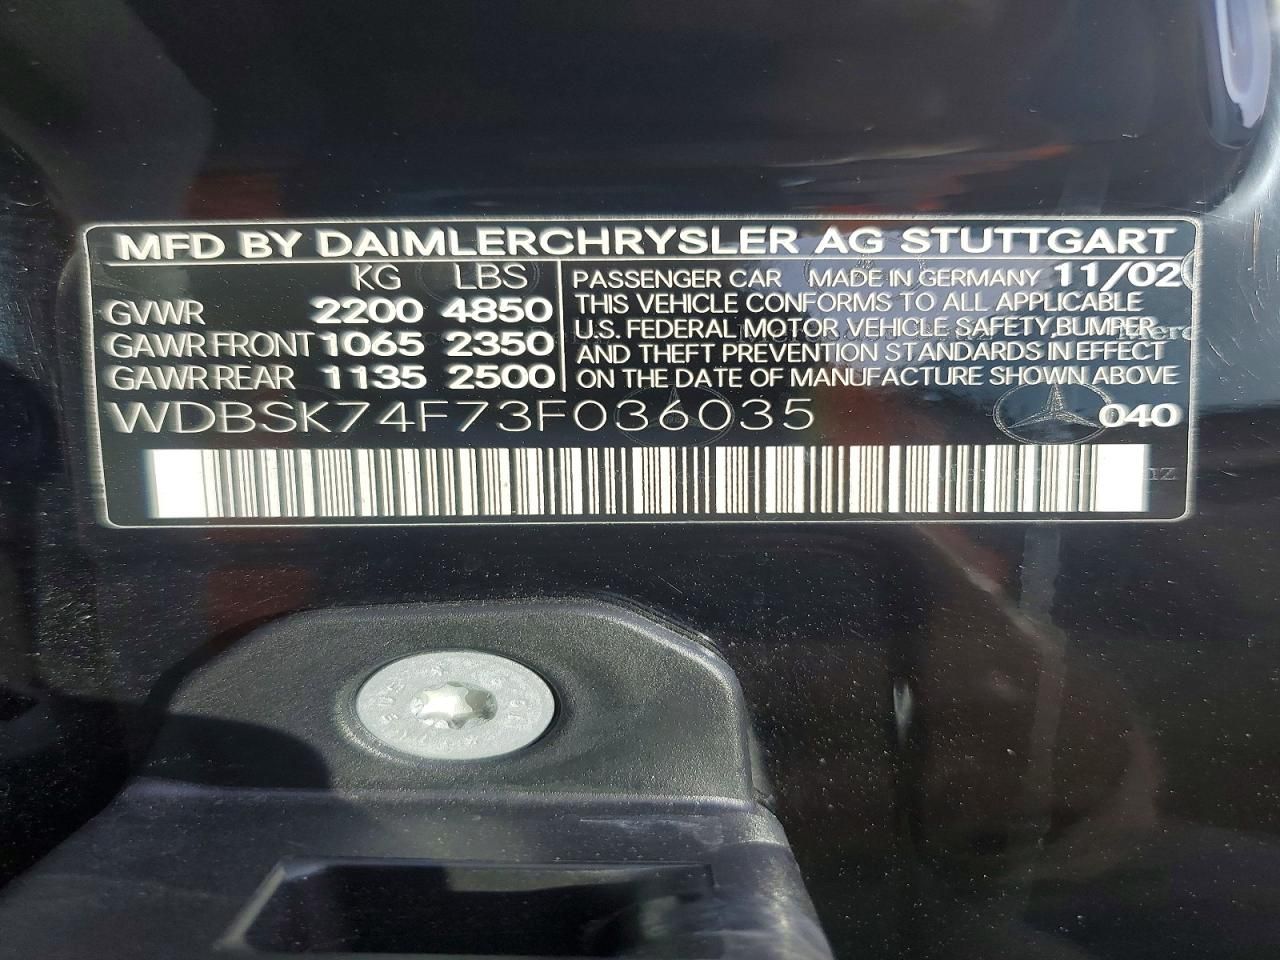 MFD BY DAIMLERCHRYSLER AG STUTTGART
KG LBS
GVWR 2200 4850
GAWR FRONT 1065 2350
GAWR REAR 1135 2500
PASSENGER CAR MADE IN GERMANY 11/02
THIS VEHICLE CONFORMS TO ALL APPLICABLE
U.S. FEDERAL MOTOR VEHICLE SAFETY, BUMPER
AND THEFT PREVENTION STANDARDS IN EFFECT
ON THE DATE OF MANUFACTURE SHOWN ABOVE
WDBSK74F73F036035
040